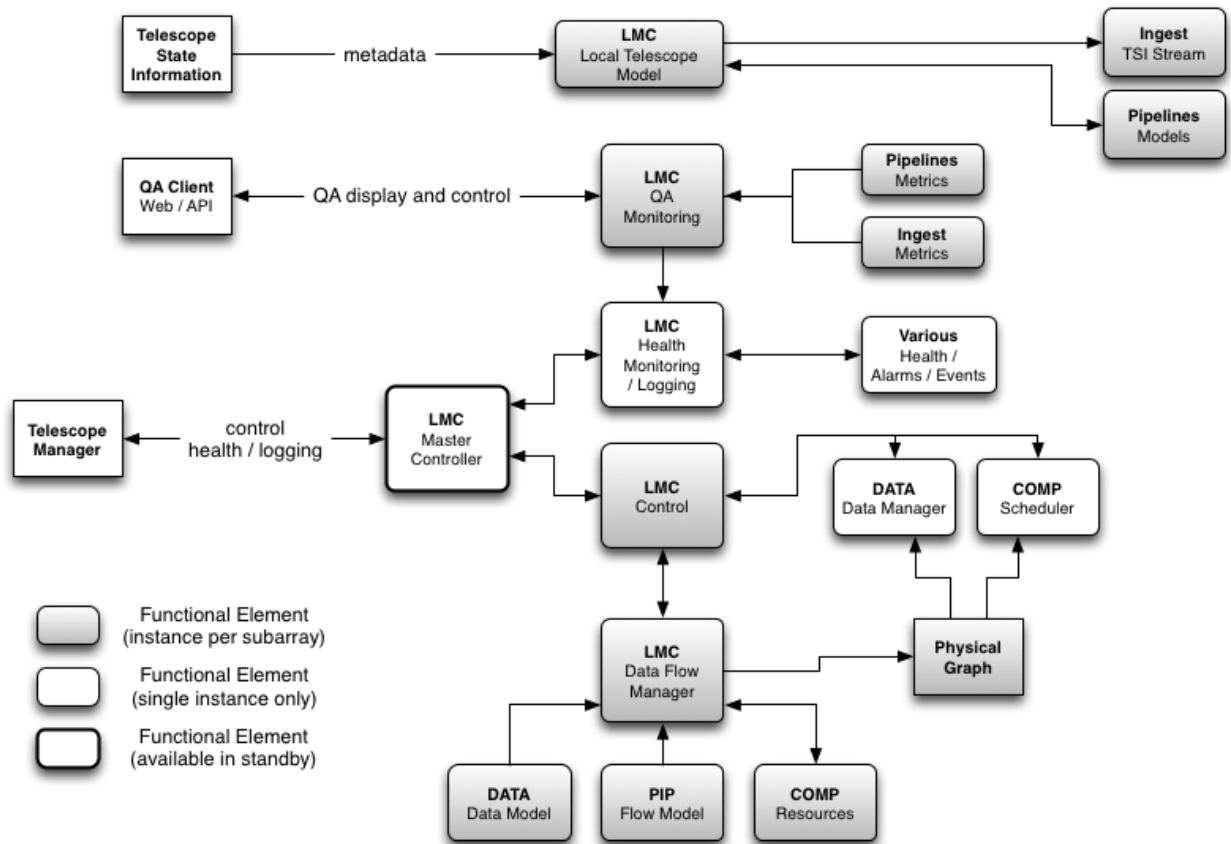 Telescope
State
Information
metadata
LMC
Local Telescope
Model
Ingest
TSI Stream
Pipelines
Models
QA Client
Web / API
QA display and control
LMC
QA
Monitoring
Pipelines
Metrics
Ingest
Metrics
LMC
Health
Monitoring
/ Logging
Various
Health /
Alarms / Events
Telescope
Manager
control
health / logging
LMC
Master
Controller
LMC
Control
DATA
Data Manager
COMP
Scheduler
Functional Element
(instance per subarray)
Functional Element
(single instance only)
Functional Element
(available in standby)
LMC
Data Flow
Manager
Physical
Graph
DATA
Data Model
PIP
Flow Model
COMP
Resources